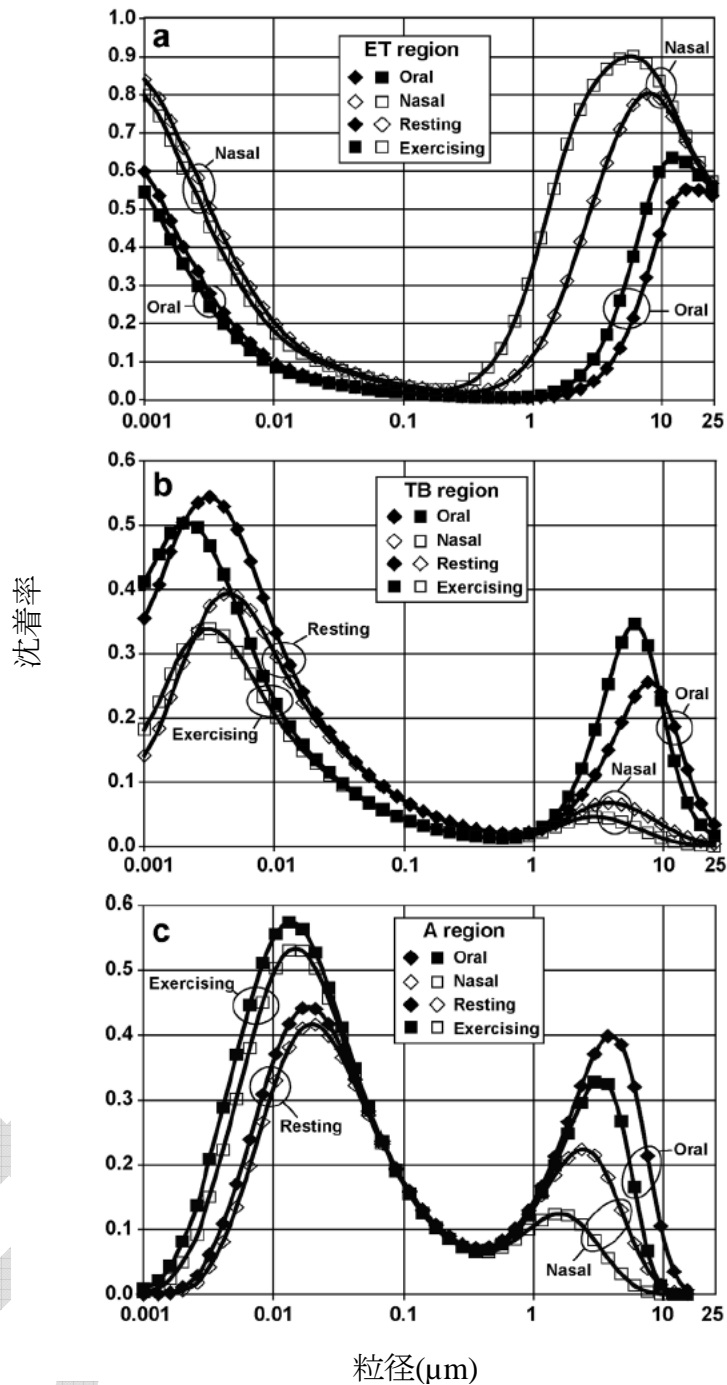 沈着率
a
ET region
Oral
Nasal
Resting
Exercising
Nasal
Nasal
Oral
Oral
1.0
0.9
0.8
0.7
0.6
0.5
0.4
0.3
0.2
0.1
0.0
0.001
0.01
0.1
1
10
25
b
TB region
Oral
Nasal
Resting
Exercising
Resting
Exercising
Oral
Nasal
0.6
0.5
0.4
0.3
0.2
0.1
0.0
0.001
0.01
0.1
1
10
25
c
A region
Oral
Nasal
Resting
Exercising
Exercising
Resting
Oral
Nasal
0.6
0.5
0.4
0.3
0.2
0.1
0.0
0.001
0.01
0.1
1
10
25
粒径(μm)